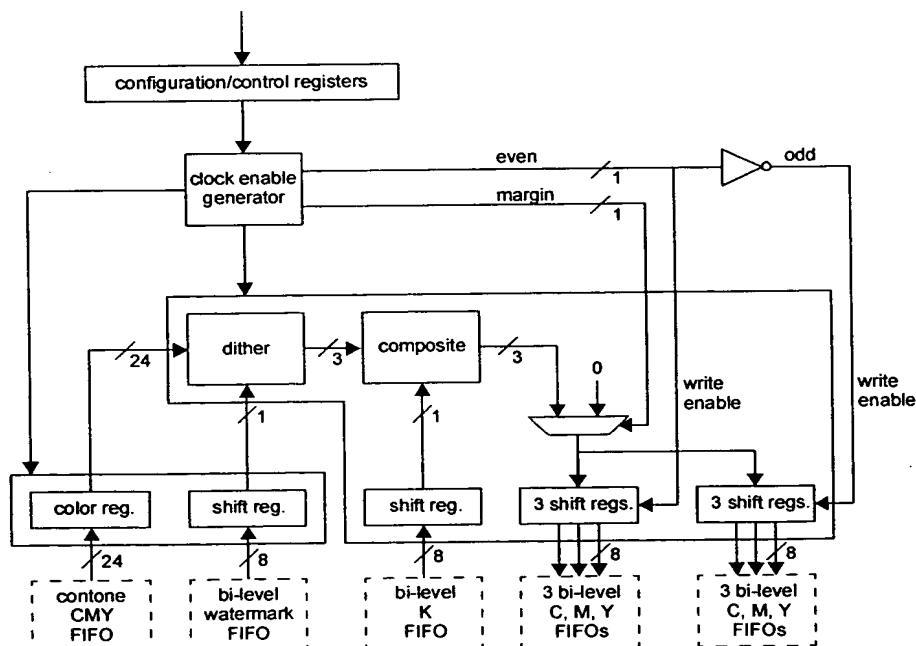 configuration/control registers
clock enable
generator
even
1
odd
margin
1
dither
24
3
composite
3
0
1
1
write
enable
write
enable
color reg.
shift reg.
shift reg.
3 shift regs.
3 shift regs.
24
8
8
8
8
contone
CMY
FIFO
bi-level
watermark
FIFO
bi-level
K
FIFO
3 bi-level
C, M, Y
FIFOs
3 bi-level
C, M, Y
FIFOs